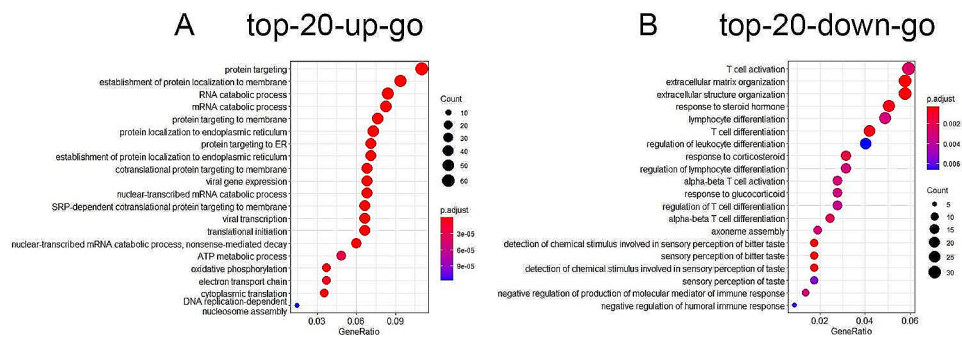 A top-20-up-go
protein targeting
establishment of protein localization to membrane
RNA catabolic process
mRNA catabolic process
protein targeting to membrane
protein localization to endoplasmic reticulum
protein targeting to ER
establishment of protein localization to endoplasmic reticulum
cotranslational protein targeting to membrane
viral gene expression
nuclear-transcribed mRNA catabolic process
SRP-dependent cotranslational protein targeting to membrane
viral transcription
translational initiation
nuclear-transcribed mRNA catabolic process, nonsense-mediated decay
ATP metabolic process
oxidative phosphorylation
electron transport chain
cytoplasmic translation
DNA replication-dependent
nucleosome assembly
0.03 0.06 0.09
GeneRatio
Count
10
20
30
40
50
60
p.adjust
3e-05
6e-05
9e-05
B top-20-down-go
T cell activation
extracellular matrix organization
extracellular structure organization
response to steroid hormone
lymphocyte differentiation
T cell differentiation
regulation of leukocyte differentiation
response to corticosteroid
regulation of lymphocyte differentiation
alpha-beta T cell activation
response to glucocorticoid
regulation of T cell differentiation
alpha-beta T cell differentiation
axoneme assembly
detection of chemical stimulus involved in sensory perception of bitter taste
sensory perception of bitter taste
detection of chemical stimulus involved in sensory perception of taste
sensory perception of taste
negative regulation of production of molecular mediator of immune response
negative regulation of humoral immune response
0.02 0.04 0.06
GeneRatio
p.adjust
0.002
0.004
0.006
Count
5
10
15
20
25
30